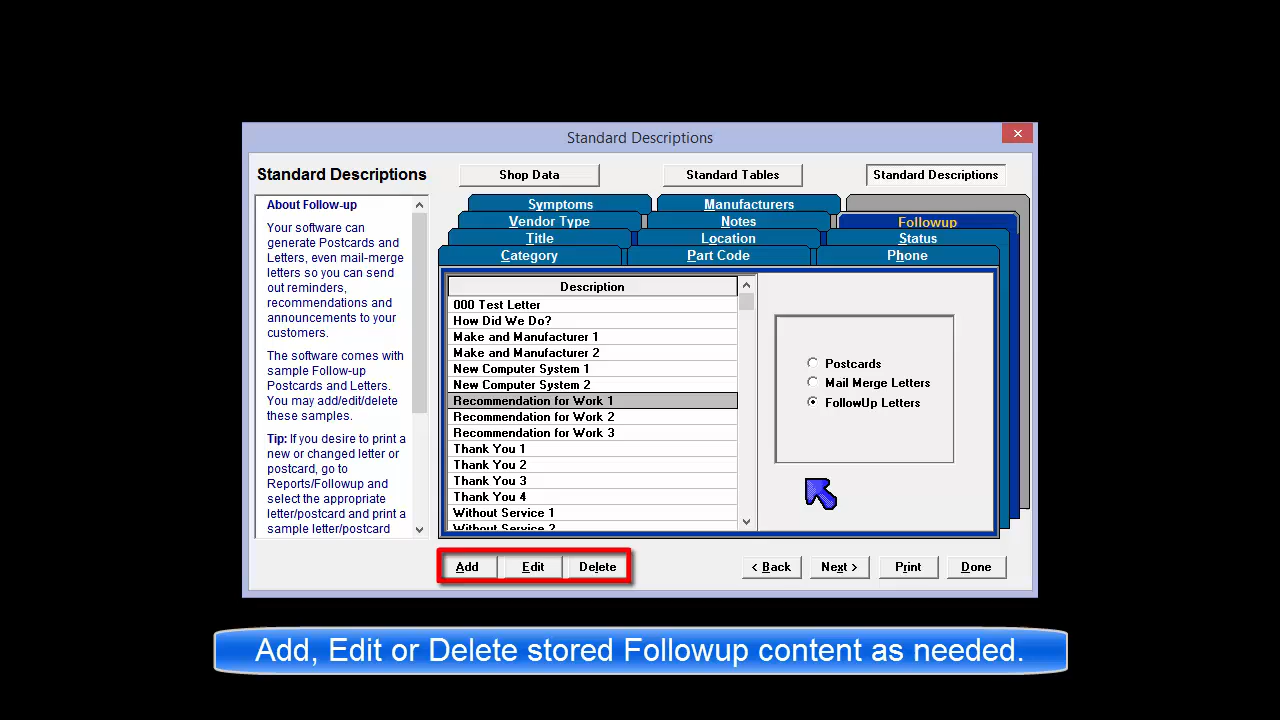 Standard Descriptions
Standard Descriptions
Shop Data
Standard Tables
Standard Descriptions
About Follow-up
Your software can
generate Postcards and
Letters, even mail-merge
letters so you can send
out reminders,
recommendations and
announcements to your
customers.
The software comes with
sample Follow-up
Postcards and Letters.
You may add/edit/delete
these samples.
Tip: If you desire to print a
new or changed letter or
postcard, go to
Reports/Followup and
select the appropriate
letter/postcard and print a
sample letter/postcard
Symptoms
Manufacturers
Vendor Type
Notes
Followup
Title
Location
Status
Category
Part Code
Phone
Description
000 Test Letter
How Did We Do?
Make and Manufacturer 1
Make and Manufacturer 2
New Computer System 1
New Computer System 2
Recommendation for Work 1
Recommendation for Work 2
Recommendation for Work 3
Thank You 1
Thank You 2
Thank You 3
Thank You 4
Without Service 1
Without Service 2
Postcards
Mail Merge Letters
FollowUp Letters
Add
Edit
Delete
< Back
Next >
Print
Done
Add, Edit or Delete stored Followup content as needed.